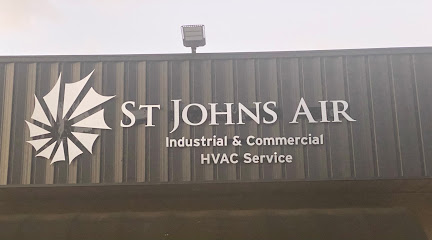 ST JOHNS AIR
Industrial & Commercial
HVAC Service